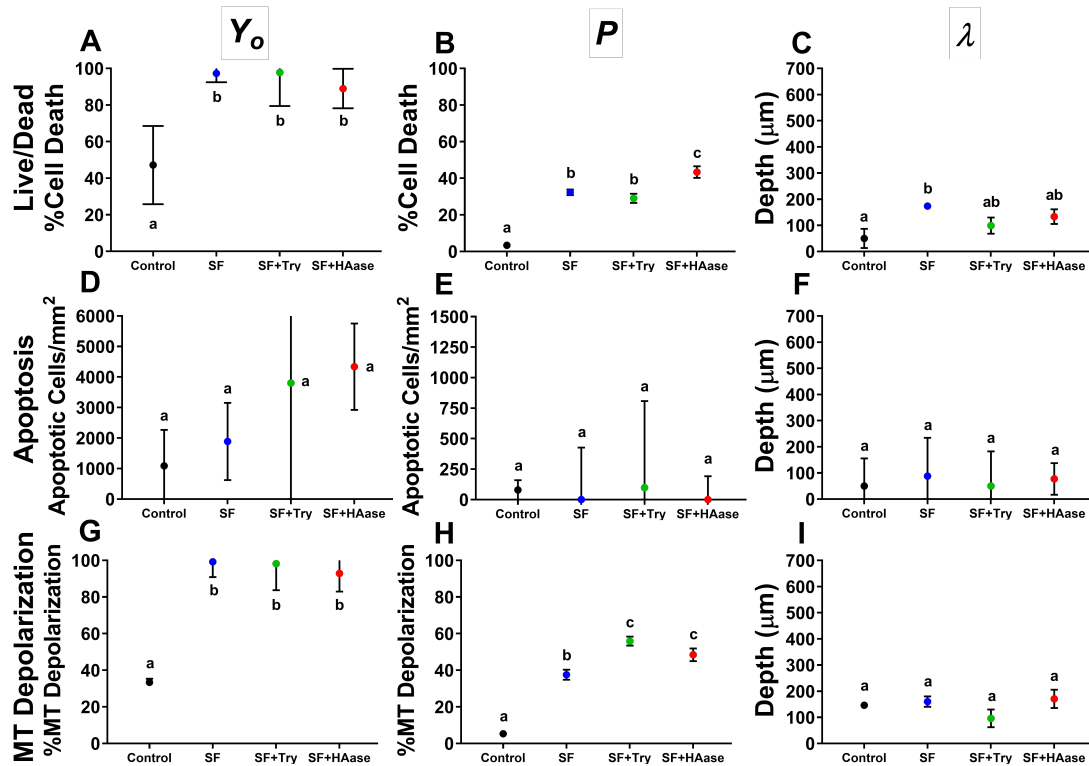 Yo P λ
A B C
Live/Dead
%Cell Death
100
80
60
40
20
0
a b b b
Control SF SF+Try SF+HAase
%Cell Death
100
80
60
40
20
0
a b b c
Control SF SF+Try SF+HAase
Depth (μm)
700
600
500
400
300
200
100
0
a b ab ab
Control SF SF+Try SF+HAase
D E F
Apoptosis
Apoptotic Cells/mm2
6000
5000
4000
3000
2000
1000
0
a a a a
Control SF SF+Try SF+HAase
Apoptotic Cells/mm2
1500
1250
1000
750
500
250
0
a a a a
Control SF SF+Try SF+HAase
Depth (μm)
700
600
500
400
300
200
100
0
a a a a
Control SF SF+Try SF+HAase
G H I
MT Depolarization
%MT Depolarization
100
80
60
40
20
0
a b b b
Control SF SF+Try SF+HAase
%MT Depolarization
100
80
60
40
20
0
a b c c
Control SF SF+Try SF+HAase
Depth (μm)
700
600
500
400
300
200
100
0
a a a a
Control SF SF+Try SF+HAase